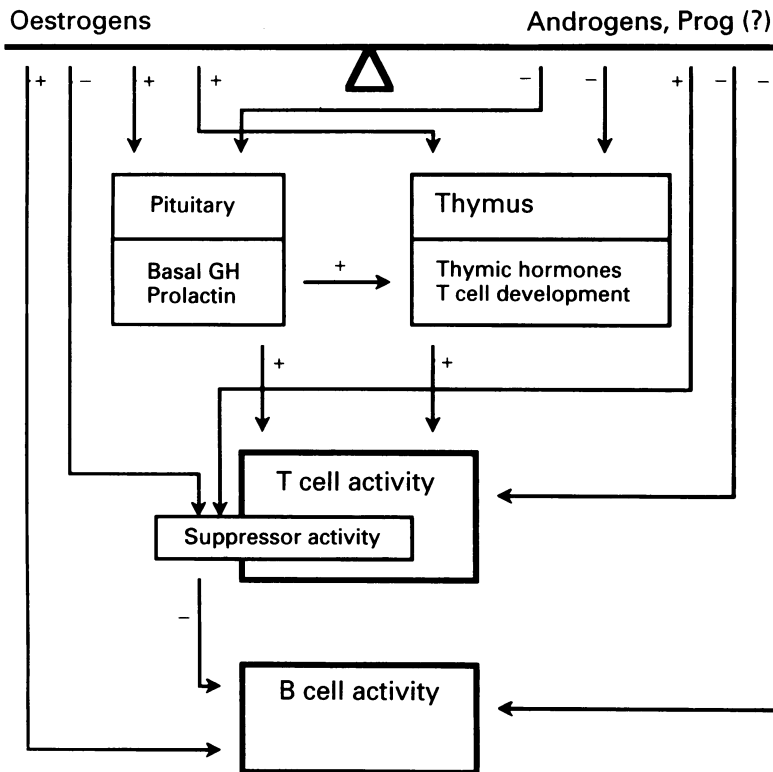 Oestrogens
Androgens, Prog (?)
+ − + + − − + − −
Pituitary
Thymus
Basal GH
Prolactin
+
Thymic hormones
T cell development
+ +
T cell activity
Suppressor activity
−
B cell activity